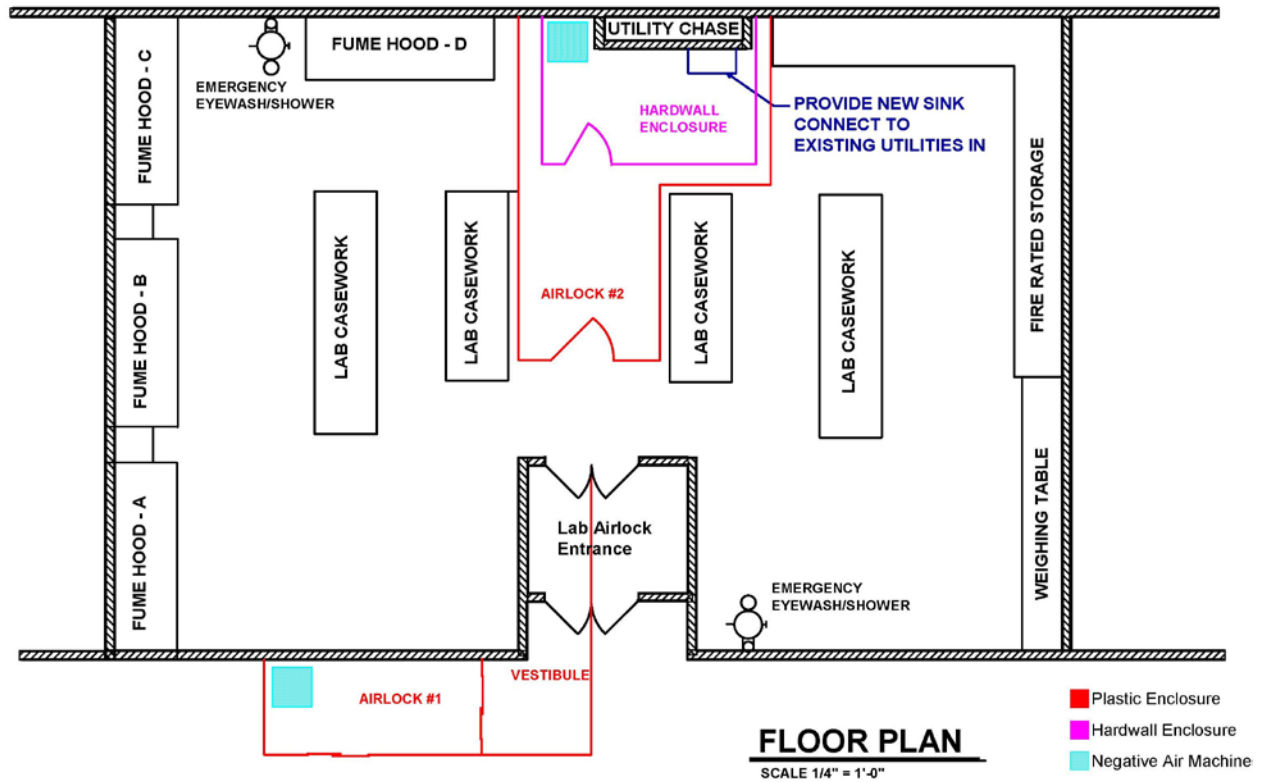 UTILITY CHASE
FUME HOOD - D
FUME HOOD - C
EMERGENCY
EYEWASH/SHOWER
HARDWALL
ENCLOSURE
PROVIDE NEW SINK
CONNECT TO
EXISTING UTILITIES IN
FIRE RATED STORAGE
FUME HOOD - B
LAB CASEWORK
LAB CASEWORK
AIRLOCK #2
LAB CASEWORK
LAB CASEWORK
FUME HOOD - A
Lab Airlock
Entrance
EMERGENCY
EYEWASH/SHOWER
WEIGHING TABLE
AIRLOCK #1
VESTIBULE
FLOOR PLAN
SCALE 1/4" = 1'-0"
Plastic Enclosure
Hardwall Enclosure
Negative Air Machine